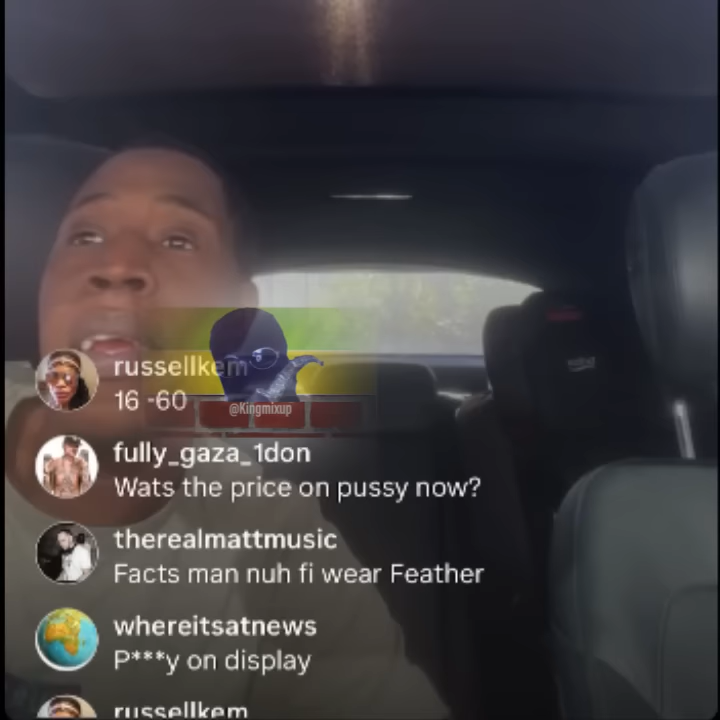 russellkem
16 -60
@Kingmixup
fully_gaza_1don
Wats the price on pussy now?
therealmattmusic
Facts man nuh fi wear Feather
whereitsatnews
P***y on display
russellkem